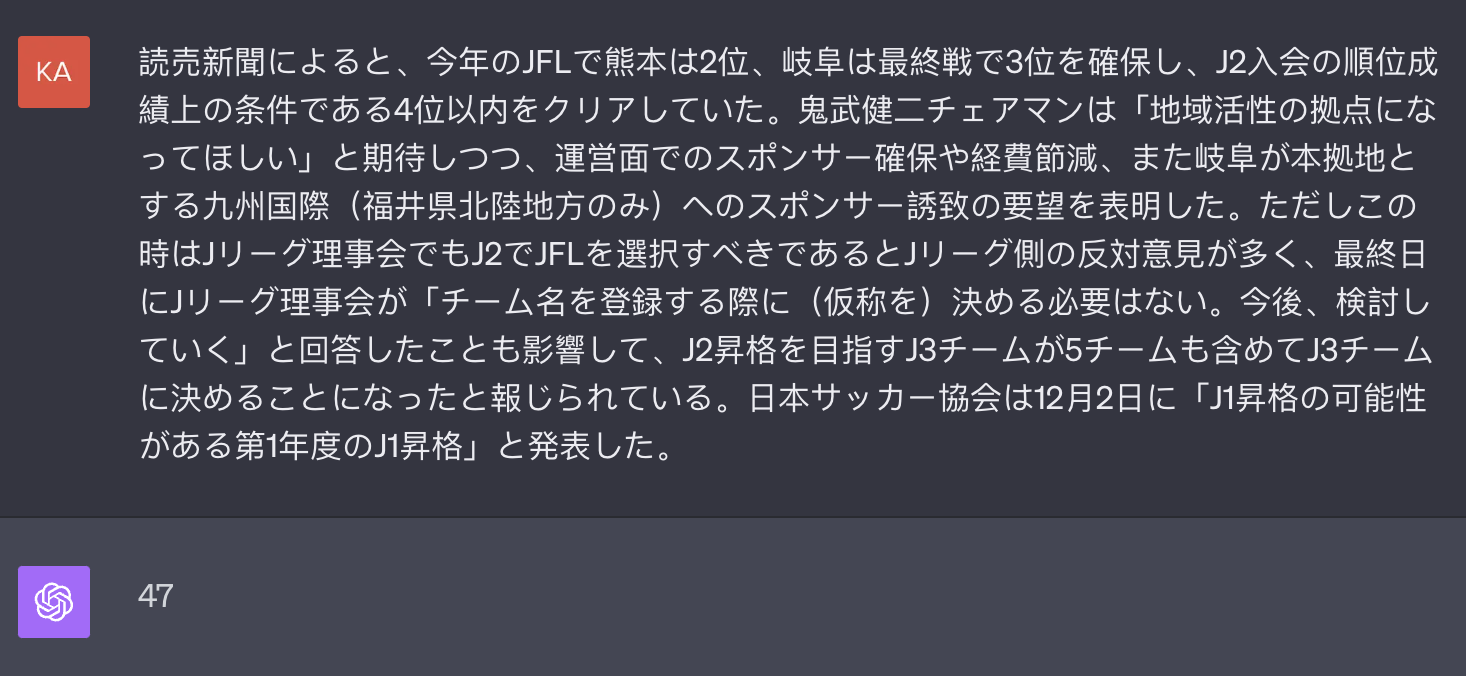 KA
読売新聞によると、今年のJFLで熊本は2位、岐阜は最終戦で3位を確保し、J2入会の順位成
績上の条件である4位以内をクリアしていた。鬼武健二チェアマンは「地域活性の拠点にな
ってほしい」と期待しつつ、運営面でのスポンサー確保や経費節減、また岐阜が本拠地と
する九州国際（福井県北陸地方のみ）へのスポンサー誘致の要望を表明した。ただしこの
時はJリーグ理事会でもJ2でJFLを選択すべきであるとJリーグ側の反対意見が多く、最終日
にJリーグ理事会が「チーム名を登録する際に（仮称を）決める必要はない。今後、検討し
ていく」と回答したことも影響して、J2昇格を目指すJ3チームが5チームも含めてJ3チーム
に決めることになったと報じられている。日本サッカー協会は12月2日に「J1昇格の可能性
がある第1年度のJ1昇格」と発表した。
47